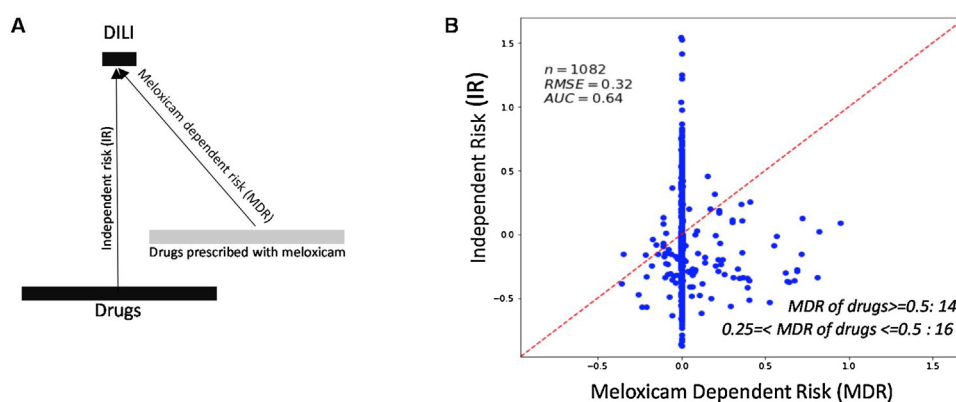 A
DILI
Meloxicam dependent risk (MDR)
Independent risk (IR)
Drugs prescribed with meloxicam
Drugs
B
Independent Risk (IR)
1.5
1.0
0.5
0.0
−0.5
n = 1082
RMSE = 0.32
AUC = 0.64
MDR of drugs>=0.5: 14
0.25=< MDR of drugs <=0.5 : 16
−0.5
0.0
0.5
1.0
1.5
Meloxicam Dependent Risk (MDR)